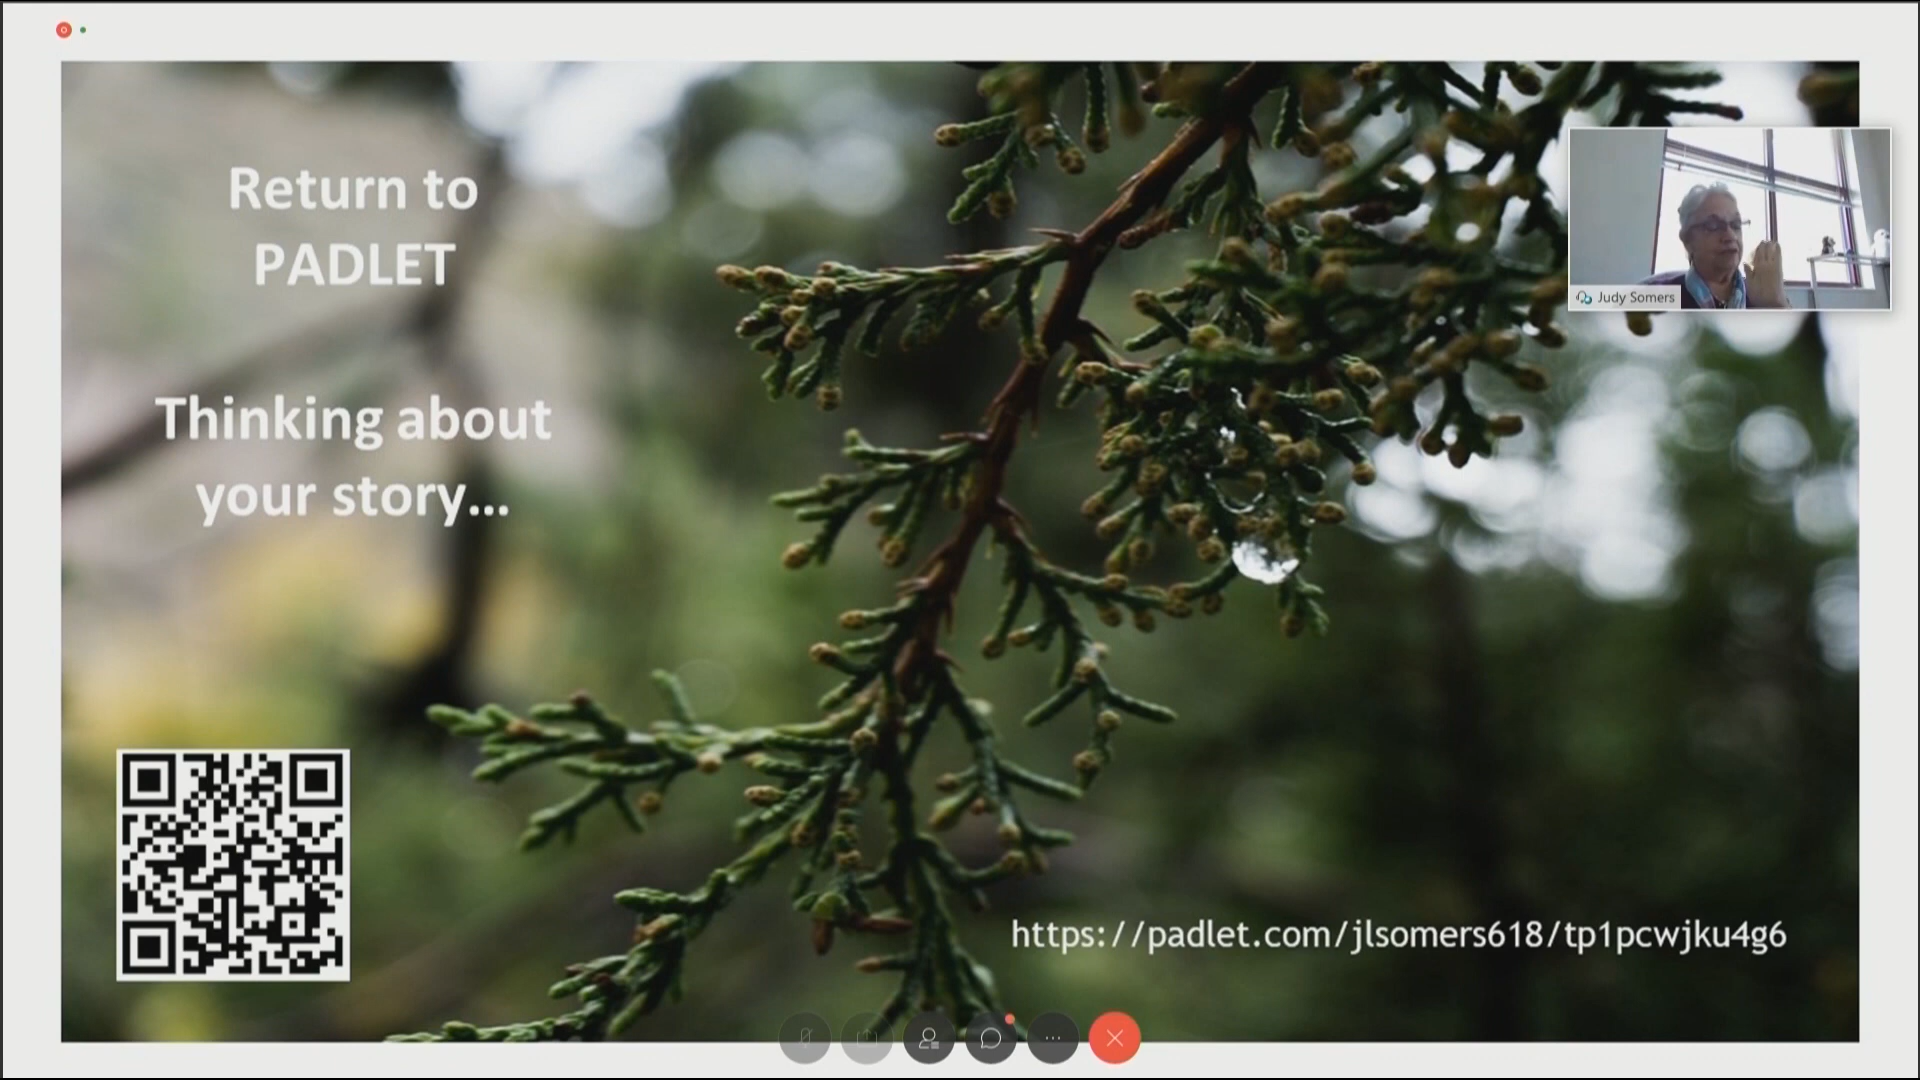 Return to
PADLET
Thinking about
your story...
Judy Somers
https://padlet.com/jlsomers618/tp1pcwjku4g6